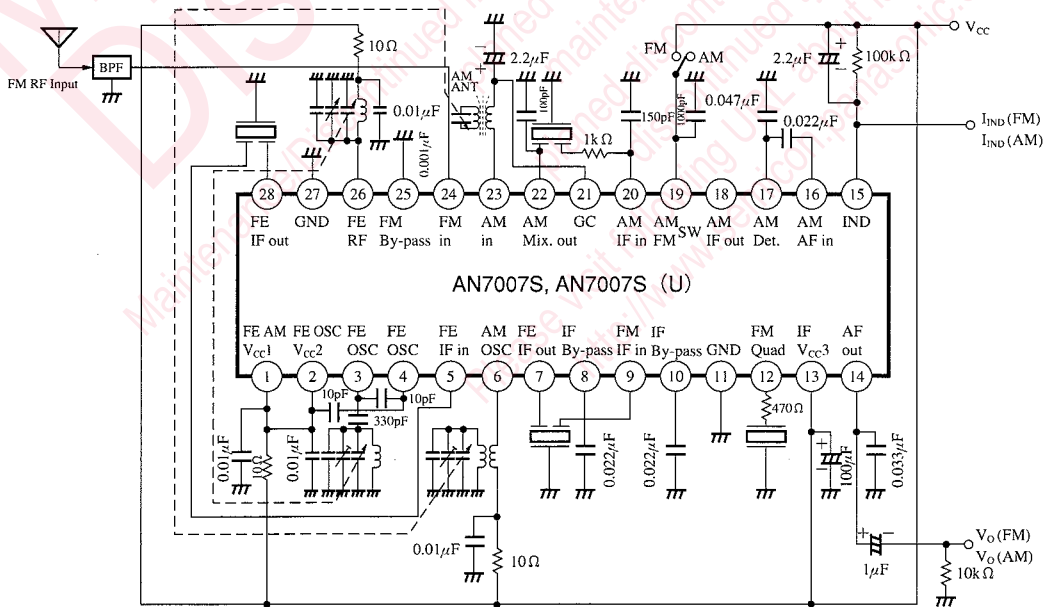 FM RF Input
BPF
10Ω
0.01μF
0.001μF
AM
ANT
2.2μF
100pF
1kΩ
150pF
FM
AM
1000pF
0.047μF
0.022μF
2.2μF
100kΩ
VCC
IIND (FM)
IIND (AM)
28 27 26 25 24 23 22 21 20 19 18 17 16 15
FE IF out
GND
FE RF
FM By-pass
FM in
AM in
AM Mix. out
GC
AM IF in
AM FM SW
AM IF out
AM Det.
AM AF in
IND
AN7007S, AN7007S (U)
FE AM VCC1
FE OSC VCC2
FE OSC
FE OSC
FE IF in
AM OSC
FE IF out
IF By-pass
FM IF in
IF By-pass
GND
FM Quad
IF VCC3
AF out
1 2 3 4 5 6 7 8 9 10 11 12 13 14
10pF
10pF
330pF
0.01μF
10Ω
0.01μF
0.01μF
10Ω
0.022μF
0.022μF
470Ω
100μF
0.033μF
1μF
VO (FM)
VO (AM)
10kΩ